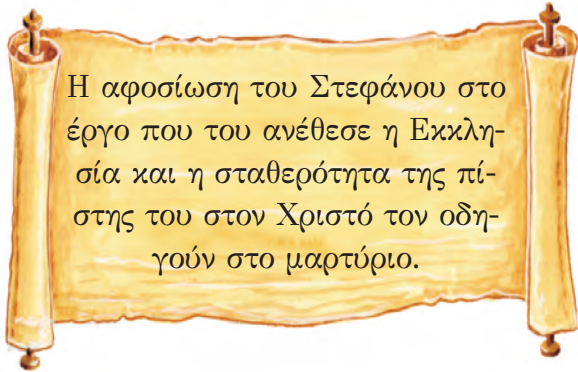 Η αφοσίωση του Στεφάνου στο
έργο που του ανέθεσε η Εκκλη-
σία και η σταθερότητα της πί-
στης του στον Χριστό τον οδη-
γούν στο μαρτύριο.